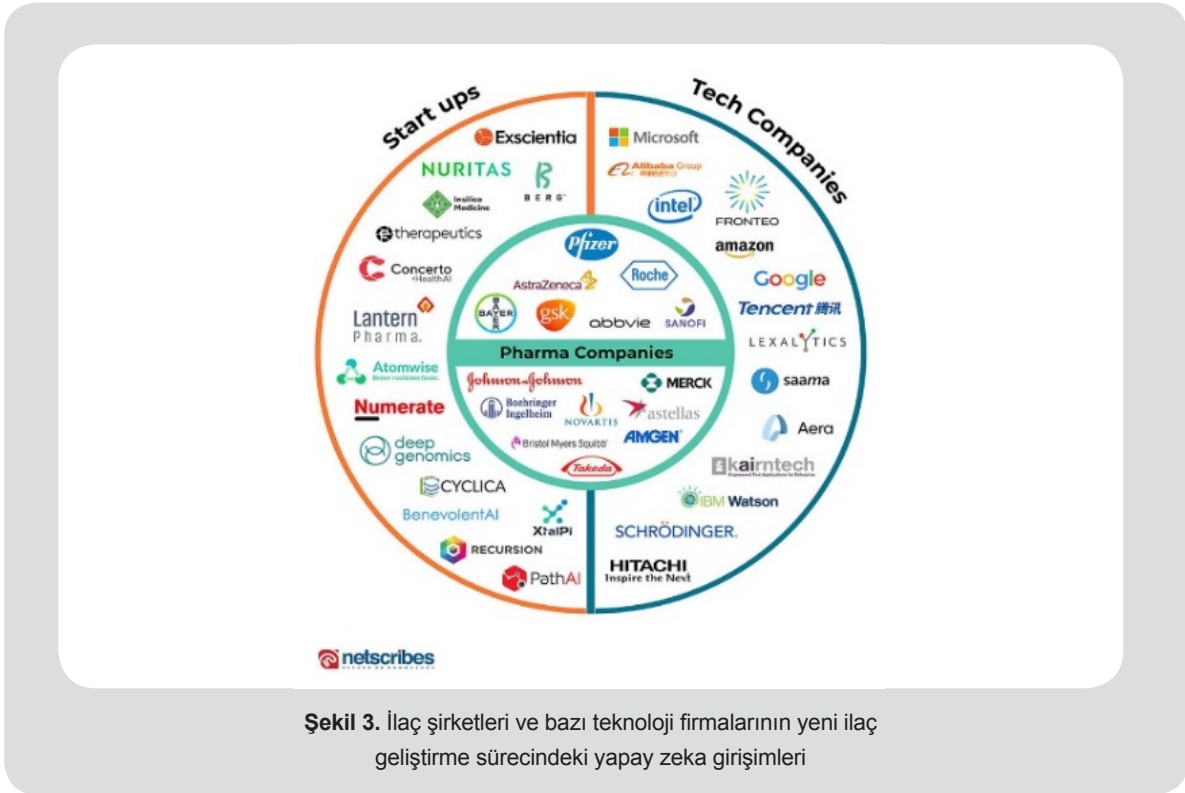 Start ups
Tech Companies
Exscientia
NURITAS
BERG
Insilico
Medicine
therapeutics
Concerto
HealthAI
Lantern
Pharma.
Atomwise
Better medicines faster.
Numerate
deep
genomics
CYCLICA
BenevolentAI
XtalPi
RECURSION
PathAI
Microsoft
Alibaba Group
intel
FRONTEO
amazon
Google
Tencent 腾讯
LEXALYTICS
saama
Aera
kairntech
IBM Watson
SCHRÖDINGER.
HITACHI
Inspire the Next
Pfizer
AstraZeneca
Roche
BAYER
BAYER
gsk
abbvie
SANOFI
Pharma Companies
Johnson & Johnson
MERCK
Boehringer
Ingelheim
NOVARTIS
astellas
Bristol Myers Squibb
AMGEN
Takeda
netscribes
Şekil 3. İlaç şirketleri ve bazı teknoloji firmalarının yeni ilaç
geliştirme sürecindeki yapay zeka girişimleri